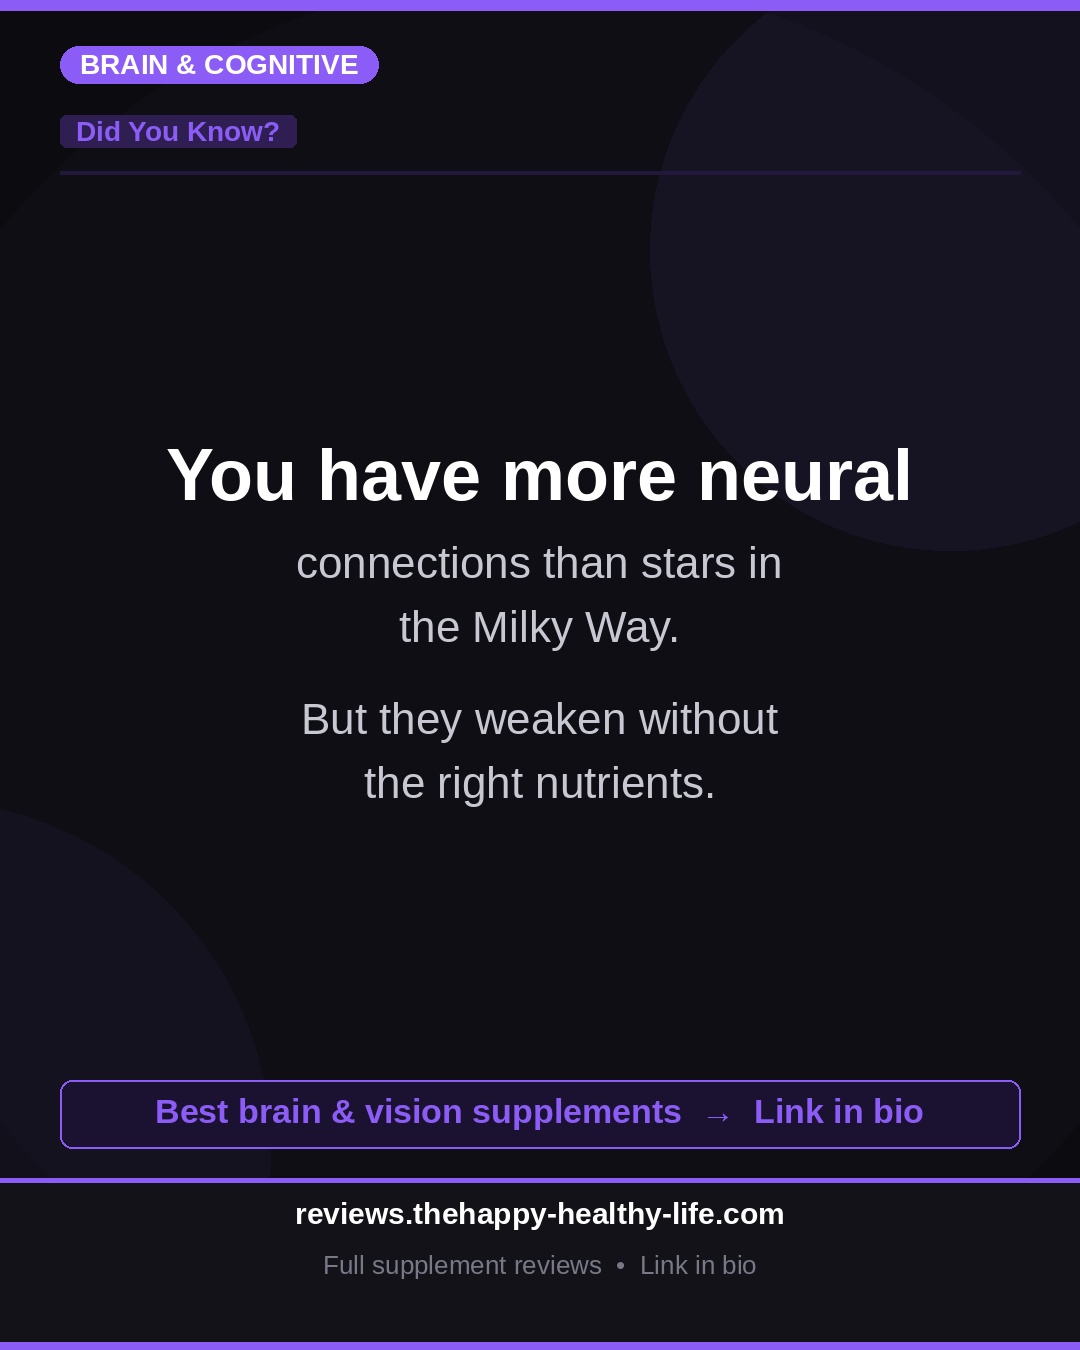 BRAIN & COGNITIVE
Did You Know?
You have more neural
connections than stars in
the Milky Way.
But they weaken without
the right nutrients.
Best brain & vision supplements → Link in bio
reviews.thehappy-healthy-life.com
Full supplement reviews • Link in bio